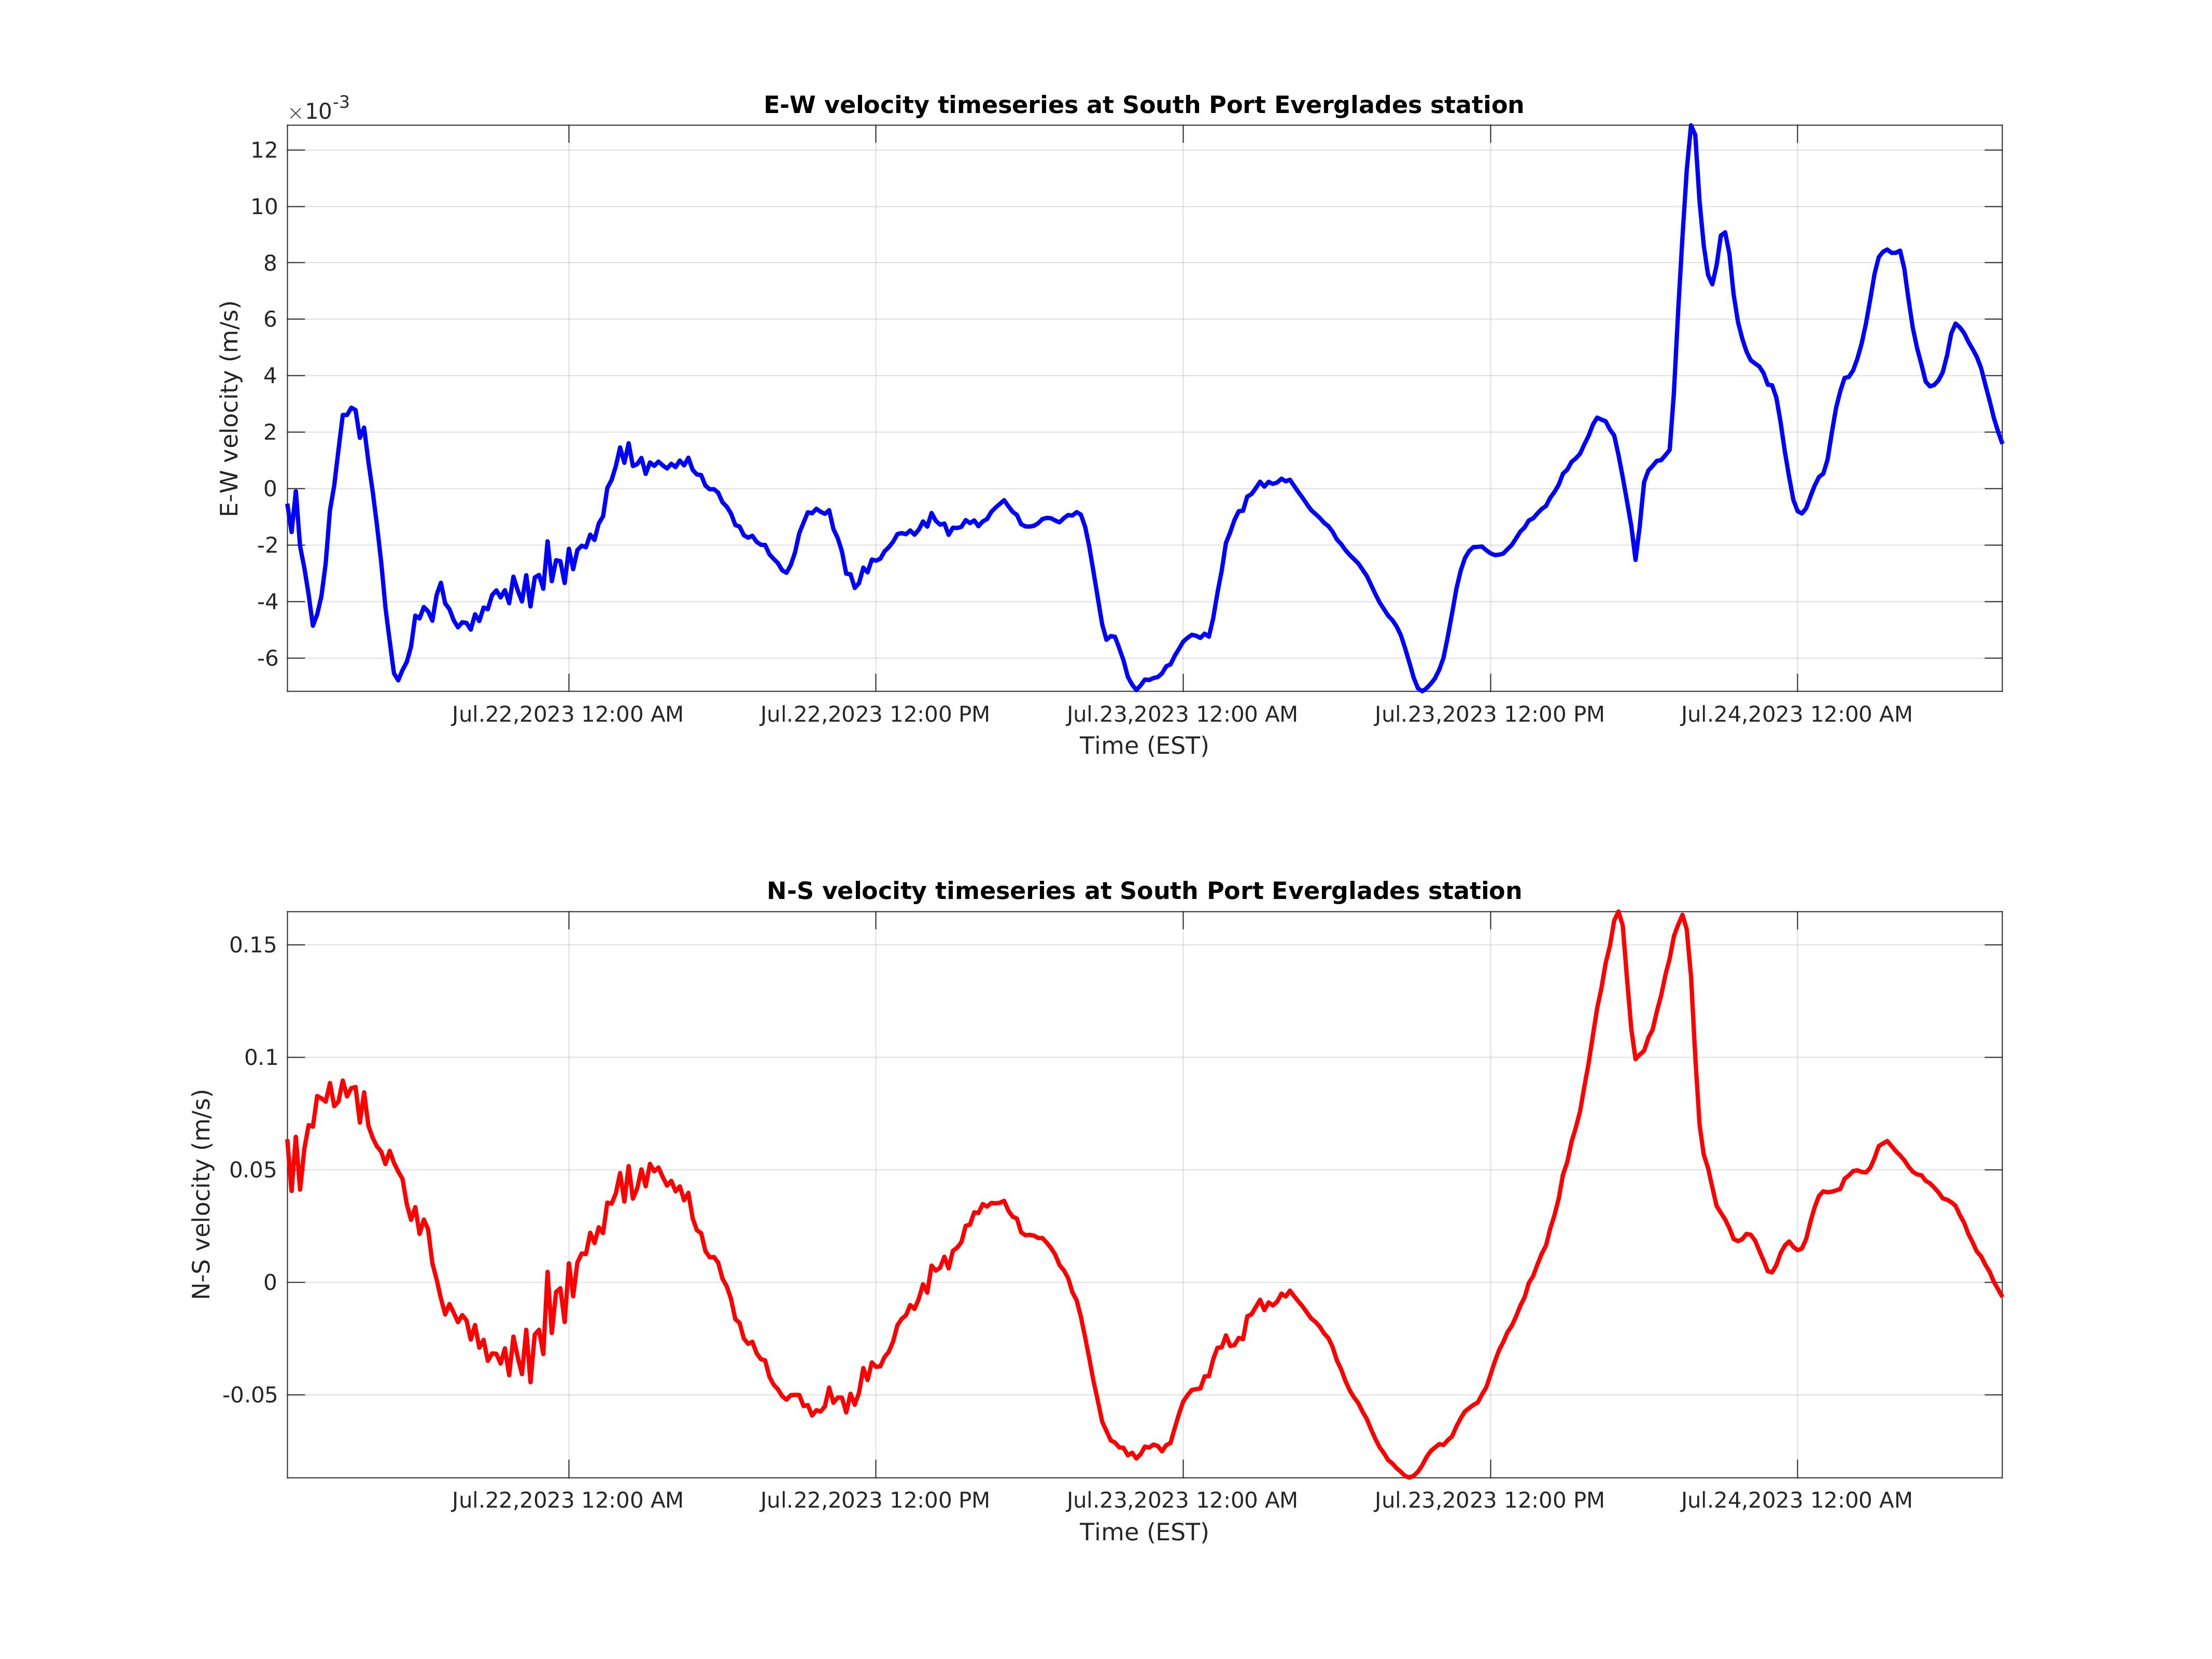 E-W velocity timeseries at South Port Everglades station
×10-3
12
10
8
6
4
2
0
-2
-4
-6
E-W velocity (m/s)
Jul.22,2023 12:00 AM Jul.22,2023 12:00 PM Jul.23,2023 12:00 AM Jul.23,2023 12:00 PM Jul.24,2023 12:00 AM
Time (EST)
N-S velocity timeseries at South Port Everglades station
0.15
0.1
0.05
0
-0.05
N-S velocity (m/s)
Jul.22,2023 12:00 AM Jul.22,2023 12:00 PM Jul.23,2023 12:00 AM Jul.23,2023 12:00 PM Jul.24,2023 12:00 AM
Time (EST)